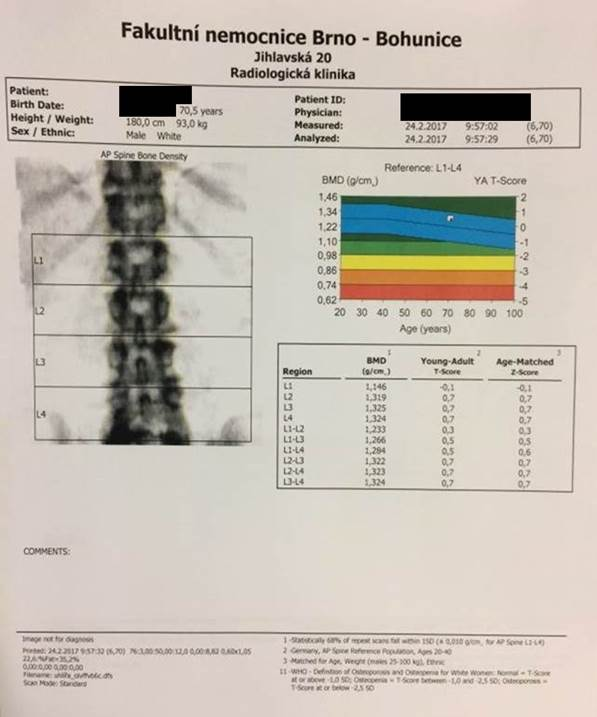 Fakultní nemocnice Brno - Bohunice
Jihlavská 20
Radiologická klinika
Patient:
Birth Date: 70,5 years
Height / Weight: 180,0 cm 93,0 kg
Sex / Ethnic: Male White
Patient ID:
Physician:
Measured: 24.2.2017 9:57:02 (6,70)
Analyzed: 24.2.2017 9:57:29 (6,70)
AP Spine Bone Density
L1
L2
L3
L4
Reference: L1-L4
BMD (g/cm,) YA T-Score
1,46 2
1,34 1
1,22 0
1,10 -1
0,98 -2
0,86 -3
0,74 -4
0,62 -5
20 30 40 50 60 70 80 90 100
Age (years)
1 2 3
BMD Young-Adult Age-Matched
Region (g/cm,) T-Score Z-Score
L1 1,146 -0,1 -0,1
L2 1,319 0,7 0,7
L3 1,325 0,7 0,7
L4 1,324 0,7 0,7
L1-L2 1,233 0,3 0,3
L1-L3 1,266 0,5 0,5
L1-L4 1,284 0,5 0,6
L2-L3 1,322 0,7 0,7
L2-L4 1,323 0,7 0,7
L3-L4 1,324 0,7 0,7
COMMENTS:
Image not for diagnosis
Printed: 24.2.2017 9:57:32 (6,70) 76:3,00:50,00:12,0 0,00:8,82 0,60x1,05
22,6:%Fat=35,2%
0,00:0,00 0,00:0,00
Filename:
Scan Mode: Standard
1 -Statistically 68% of repeat scans fall within 1SD (± 0,010 g/cm, for AP Spine L1-L4)
2 -Germany, AP Spine Reference Population, Ages 20-40
3 -Matched for Age, Weight (males 25-100 kg), Ethnic
11 -WHO - Definition of Osteoporosis and Osteopenia for White Women: Normal = T-Score
at or above -1,0 SD; Osteopenia = T-Score between -1,0 and -2,5 SD; Osteoporosis =
T-Score at or below -2,5 SD